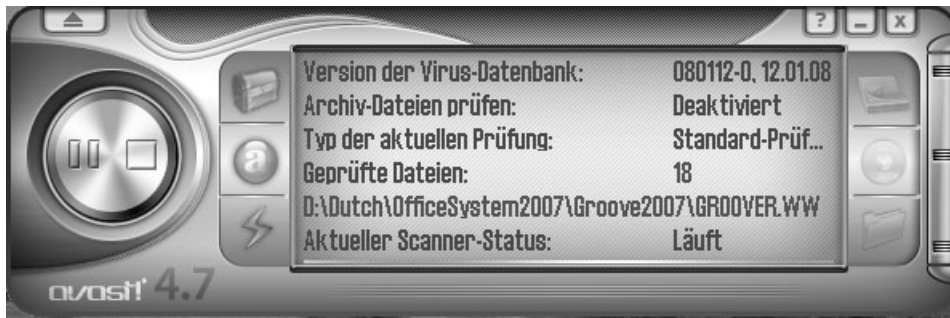 ? _ x
Version der Virus-Datenbank: 080112-0, 12.01.08
Archiv-Dateien prüfen: Deaktiviert
Typ der aktuellen Prüfung: Standard-Prüf...
Geprüfte Dateien: 18
D:\Dutch\OfficeSystem2007\Groove2007\GROOVER.WW
Aktueller Scanner-Status: Läuft
a
avast! 4.7